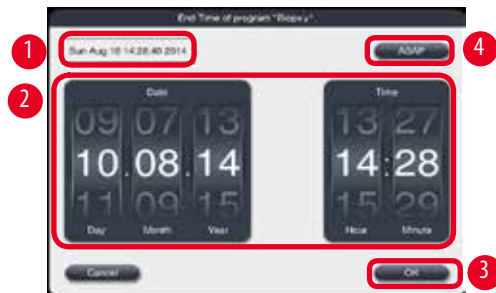 End Time of program "Biopsy"
1
Sun Aug 10 14:28:40 2014
ASAP
4
2
Date
Time
09 07 13
13 27
10.08.14
14:28
11 09 15
15 29
Day Month Year
Hour Minute
Cancel
OK
3